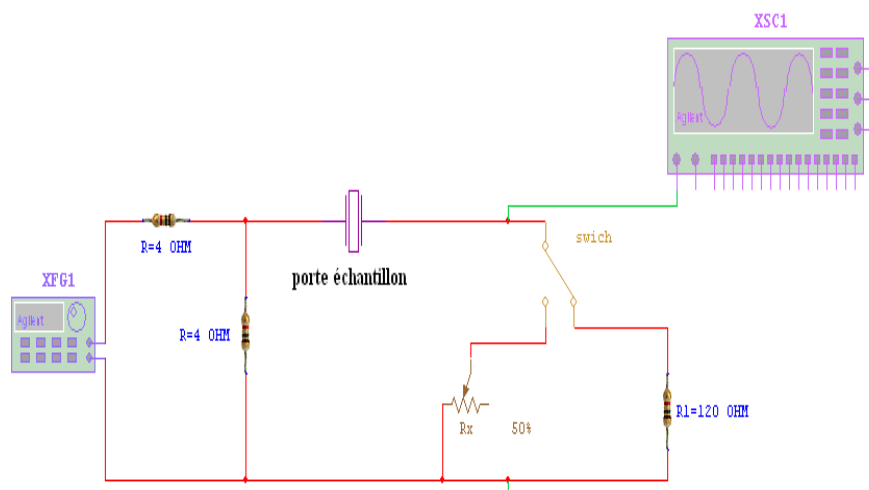 XSC1
Agilent
R=4 OHM
swich
porte échantillon
XFG1
Agilent
R=4 OHM
R1=120 OHM
Rx 50%